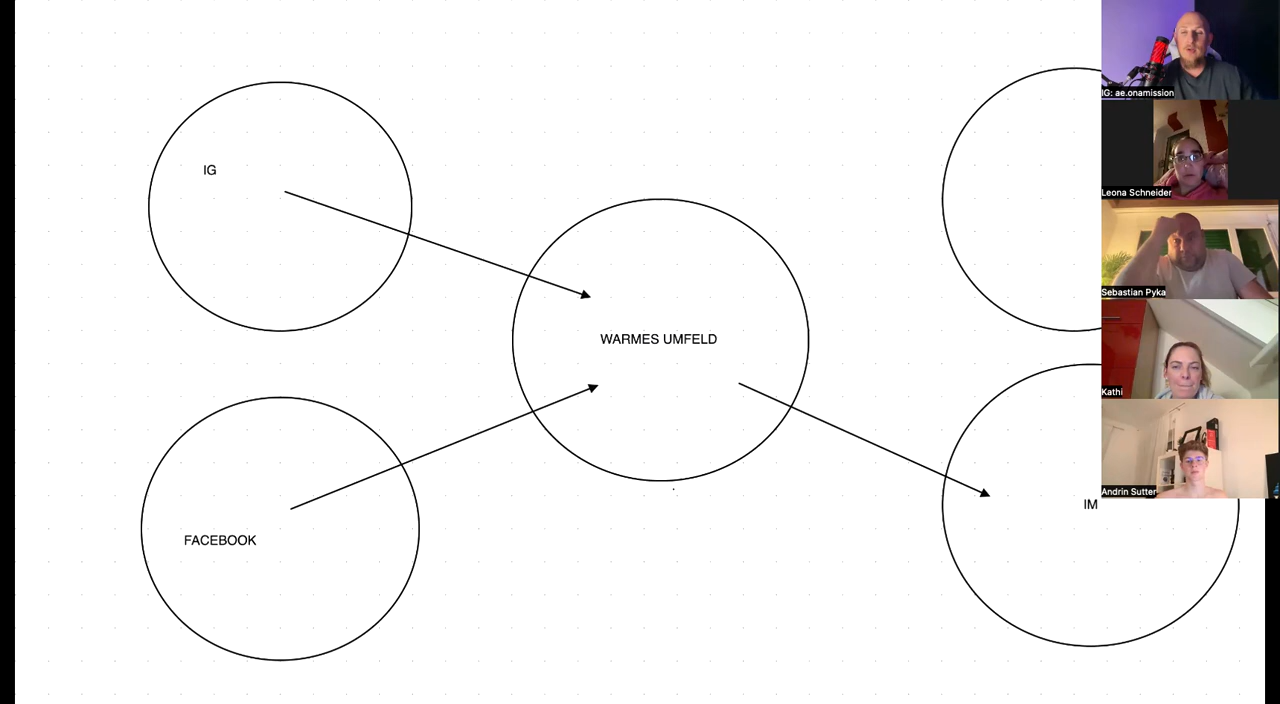 IG
WARMES UMFELD
FACEBOOK
IM
IG: ae.onamission
Leona Schneider
Sebastian Pyka
Kathi
Andrin Sutter